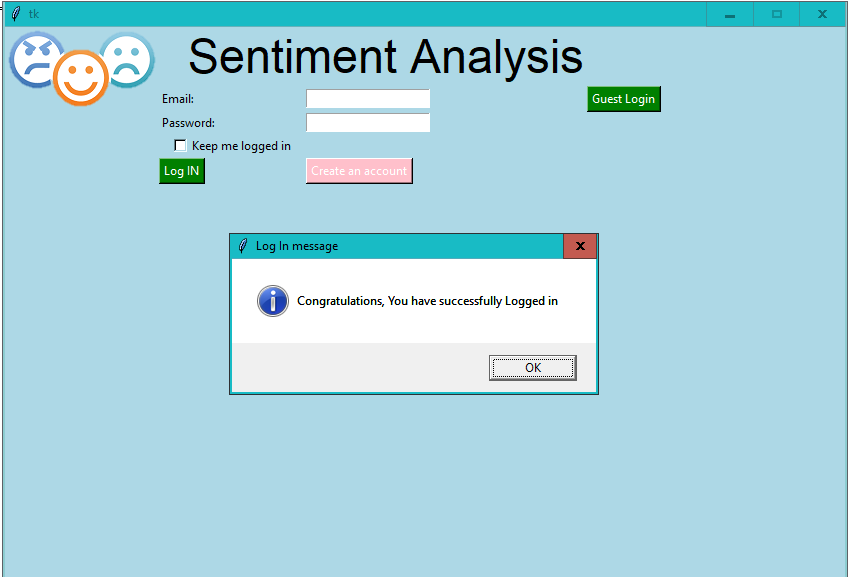 tk
Sentiment Analysis
Email:
Guest Login
Password:
Keep me logged in
Log IN
Create an account
Log In message
Congratulations, You have successfully Logged in
OK